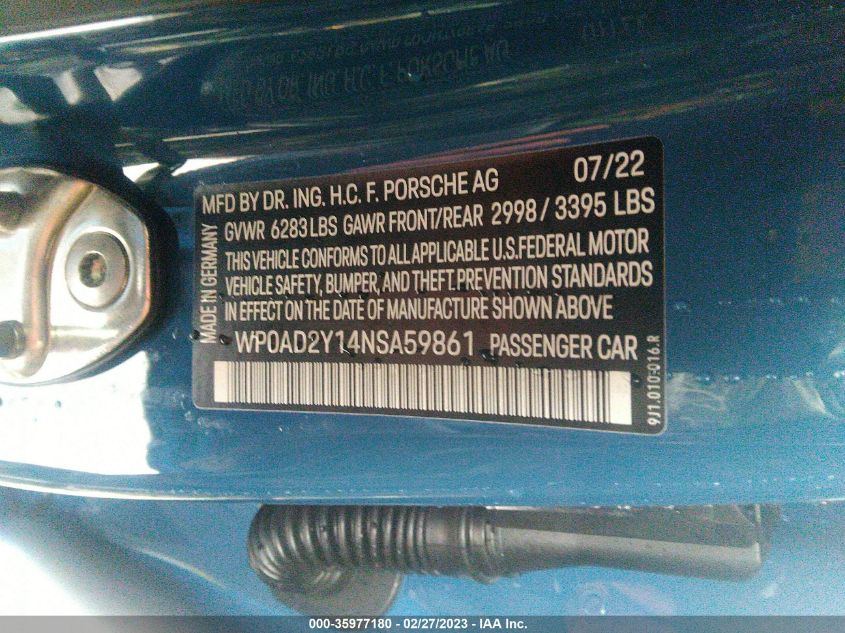 MFD BY DR. ING. H.C. F. PORSCHE AG 07/22
GVWR 6283 LBS GAWR FRONT/REAR 2998 / 3395 LBS
THIS VEHICLE CONFORMS TO ALL APPLICABLE U.S. FEDERAL MOTOR
VEHICLE SAFETY, BUMPER, AND THEFT PREVENTION STANDARDS
IN EFFECT ON THE DATE OF MANUFACTURE SHOWN ABOVE
MADE IN GERMANY
WP0AD2Y14NSA59861 PASSENGER CAR
9J1.010.016.R
000-35977180 - 02/27/2023 - IAA Inc.